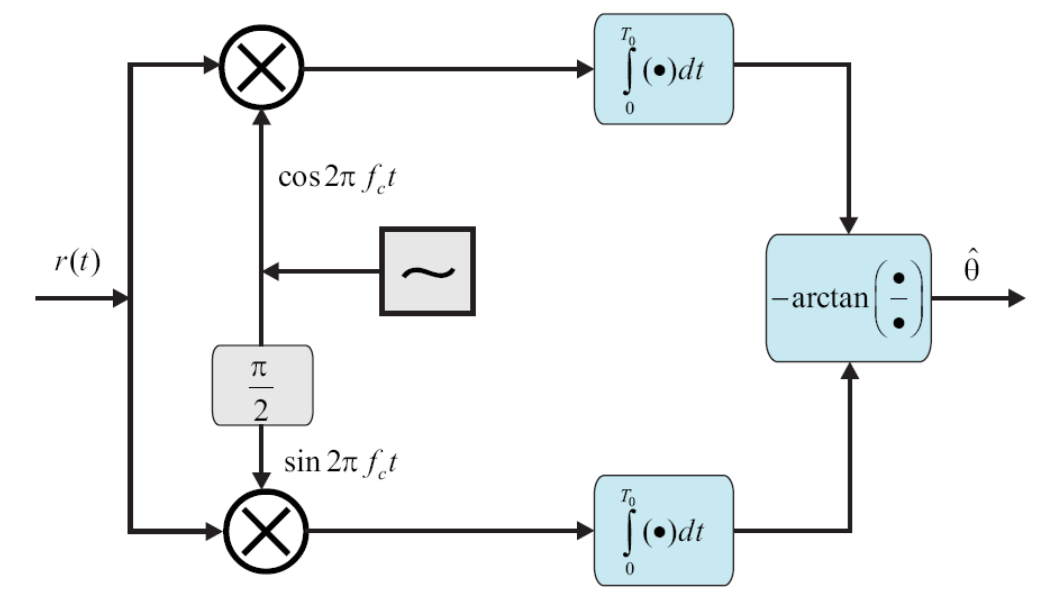 ∫₀^{T₀} (•)dt
cos 2π f_c t
r(t)
~
−arctan(•/•)
θ̂
π/2
sin 2π f_c t
∫₀^{T₀} (•)dt